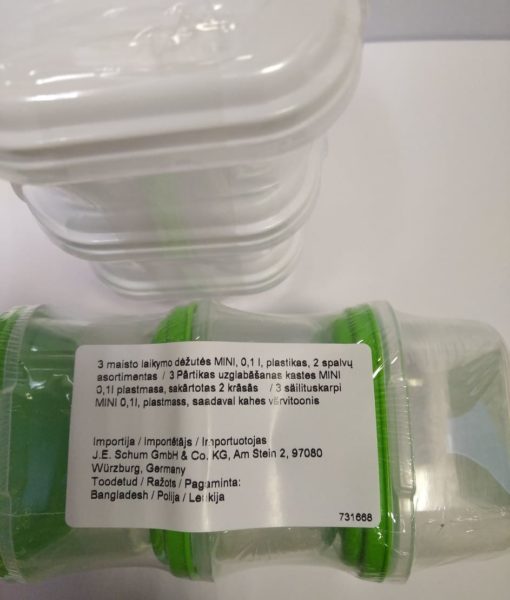 3 maisto laikymo dėžutės MINI, 0,1 l, plastikas, 2 spalvų
asortimentas / 3 Pārtikas uzglabāšanas kastes MINI
0,1l plastmasa, sakārtotas 2 krāsās / 3 säilituskarpi
MINI 0,1l, plastmass, saadaval kahes värvitoonis
Importija / Importētājs / Importuotojas
J.E. Schum GmbH & Co. KG, Am Stein 2, 97080
Würzburg, Germany
Toodetud / Ražots / Pagaminta:
Bangladesh / Polija / Lenkija
731668